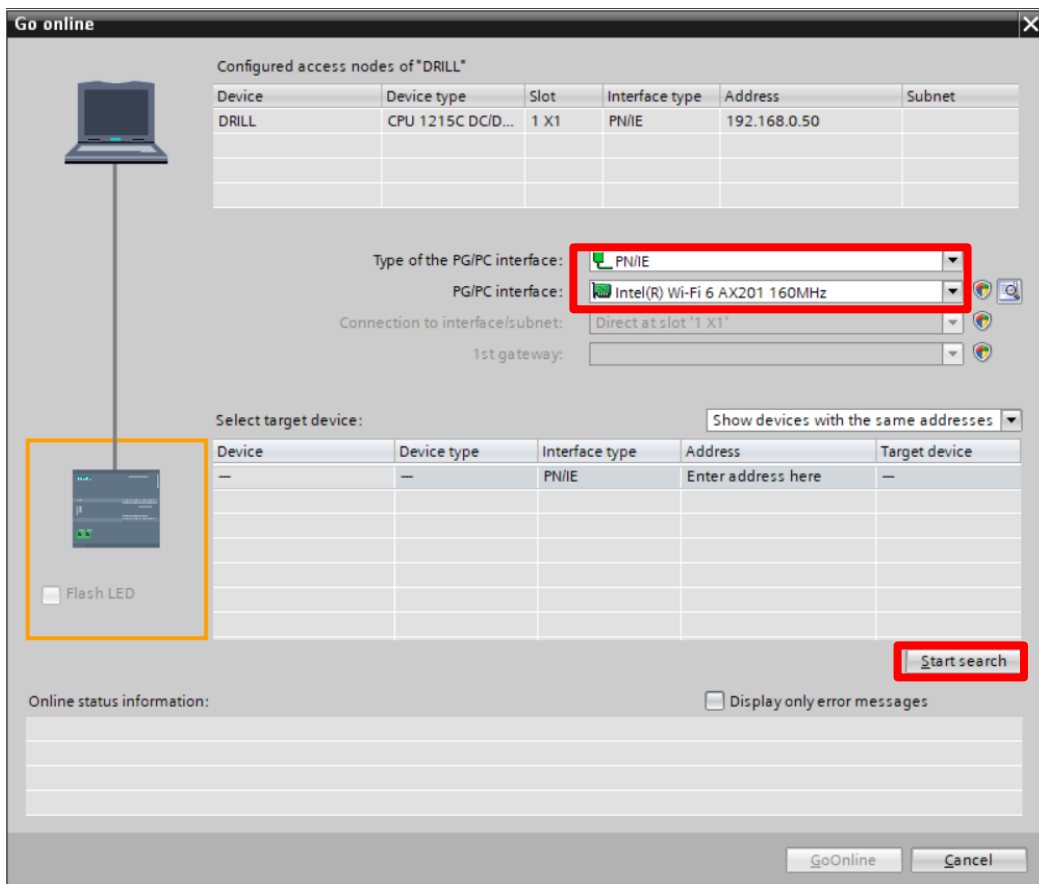 Go online
Configured access nodes of "DRILL"
Device Device type Slot Interface type Address Subnet
DRILL CPU 1215C DC/D... 1 X1 PN/IE 192.168.0.50
Type of the PG/PC interface: PN/IE
PG/PC interface: Intel(R) Wi-Fi 6 AX201 160MHz
Connection to interface/subnet: Direct at slot '1 X1'
1st gateway:
Select target device: Show devices with the same addresses
Device Device type Interface type Address Target device
— — PN/IE Enter address here —
Flash LED
Start search
Online status information: Display only error messages
GoOnline Cancel